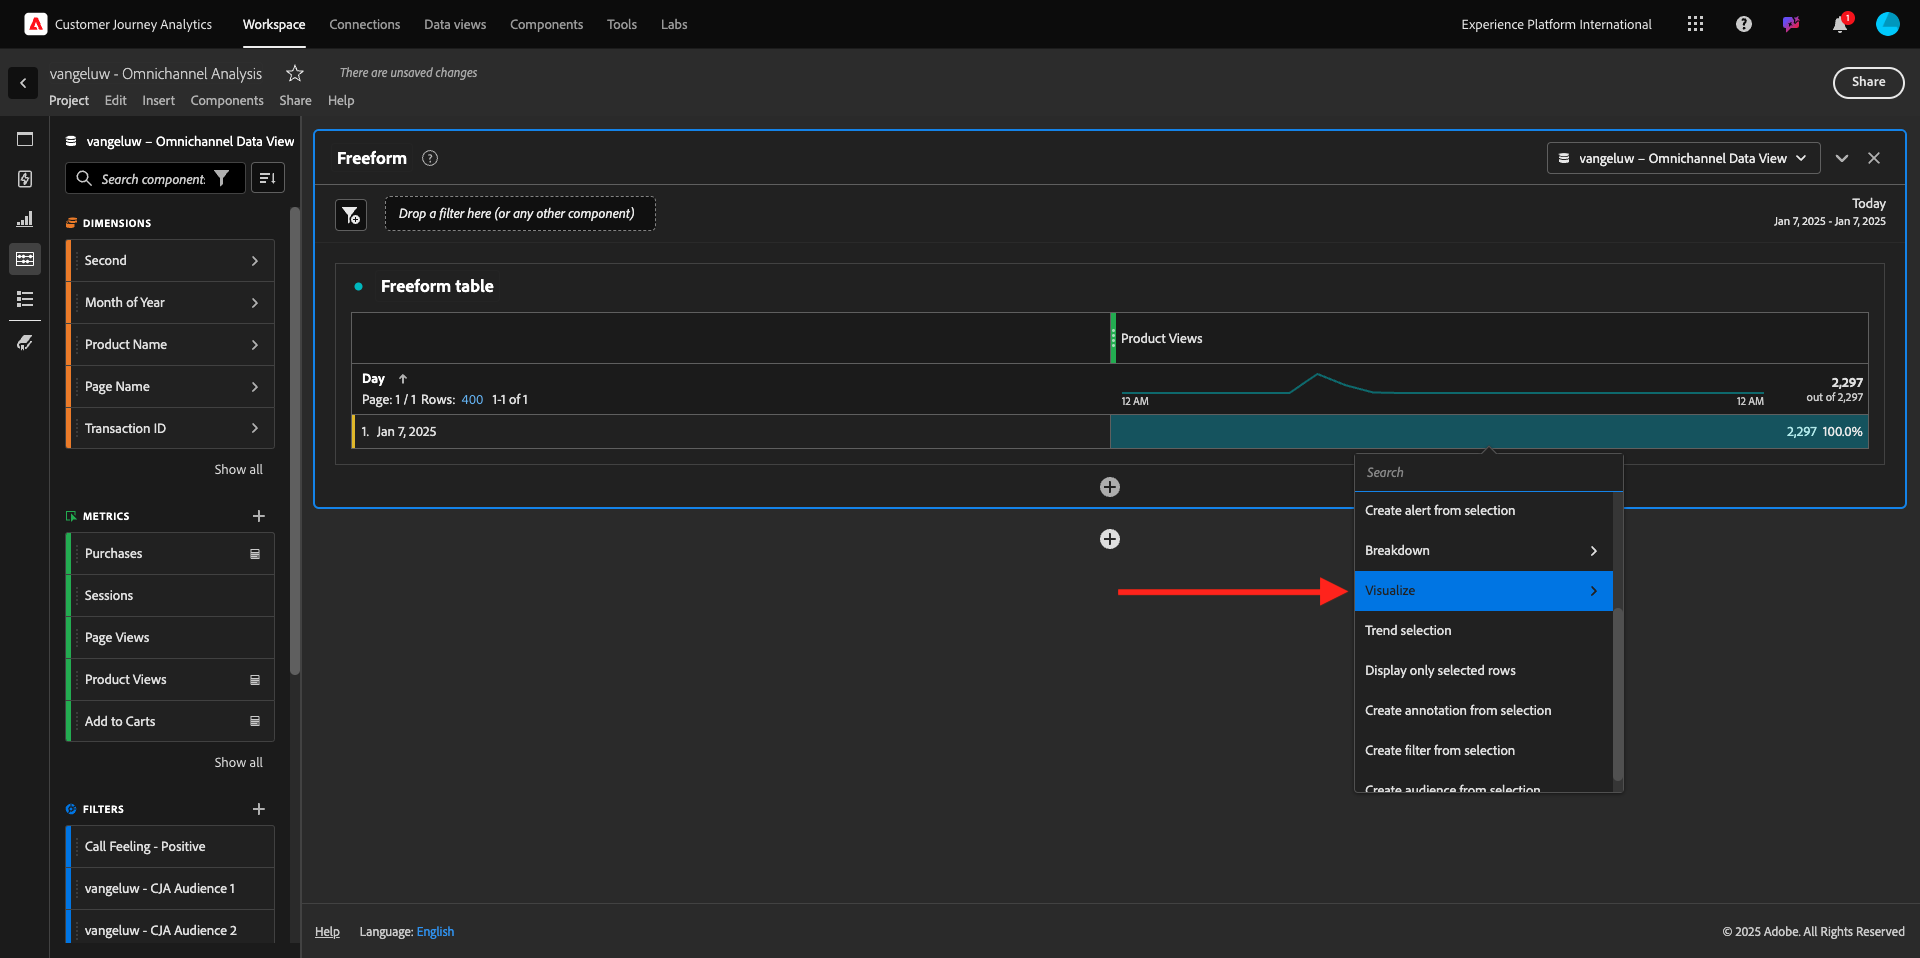 Customer Journey Analytics Workspace Connections Data views Components Tools Labs Experience Platform International 1
vangeluw - Omnichannel Analysis There are unsaved changes
Share
Project Edit Insert Components Share Help
vangeluw – Omnichannel Data View
Search component:
DIMENSIONS
Second
Month of Year
Product Name
Page Name
Transaction ID
Show all
METRICS
Purchases
Sessions
Page Views
Product Views
Add to Carts
Show all
FILTERS
Call Feeling - Positive
vangeluw - CJA Audience 1
vangeluw - CJA Audience 2
Freeform ? vangeluw – Omnichannel Data View
Drop a filter here (or any other component)
Today
Jan 7, 2025 - Jan 7, 2025
Freeform table
Product Views
Day
Page: 1 / 1 Rows: 400 1-1 of 1
12 AM 12 AM
2,297
out of 2,297
1. Jan 7, 2025 2,297 100.0%
Search
Create alert from selection
Breakdown
Visualize
Trend selection
Display only selected rows
Create annotation from selection
Create filter from selection
Create audience from selection
Help Language: English © 2025 Adobe. All Rights Reserved